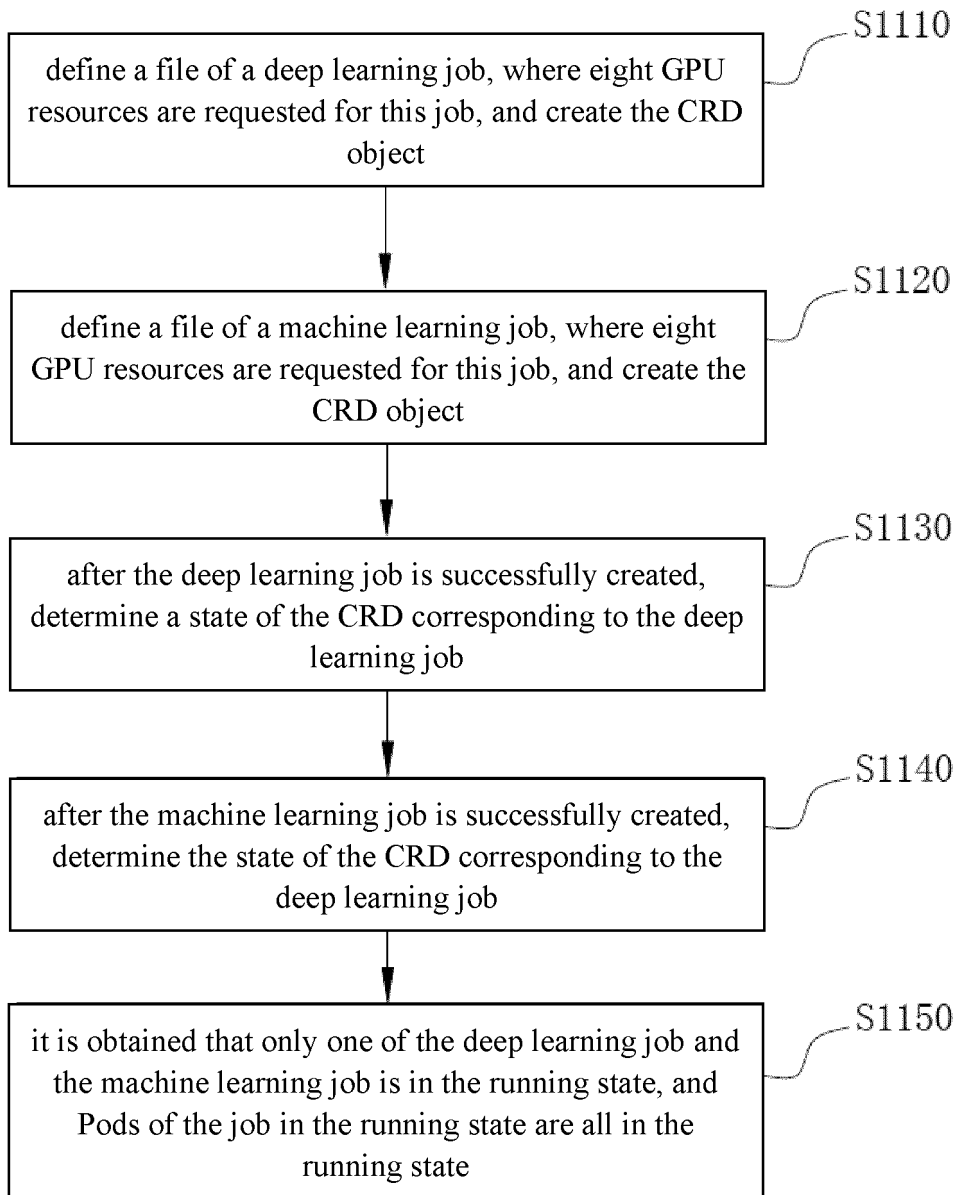 S1110
define a file of a deep learning job, where eight GPU
resources are requested for this job, and create the CRD
object
S1120
define a file of a machine learning job, where eight
GPU resources are requested for this job, and create the
CRD object
S1130
after the deep learning job is successfully created,
determine a state of the CRD corresponding to the deep
learning job
S1140
after the machine learning job is successfully created,
determine the state of the CRD corresponding to the
deep learning job
S1150
it is obtained that only one of the deep learning job and
the machine learning job is in the running state, and
Pods of the job in the running state are all in the
running state